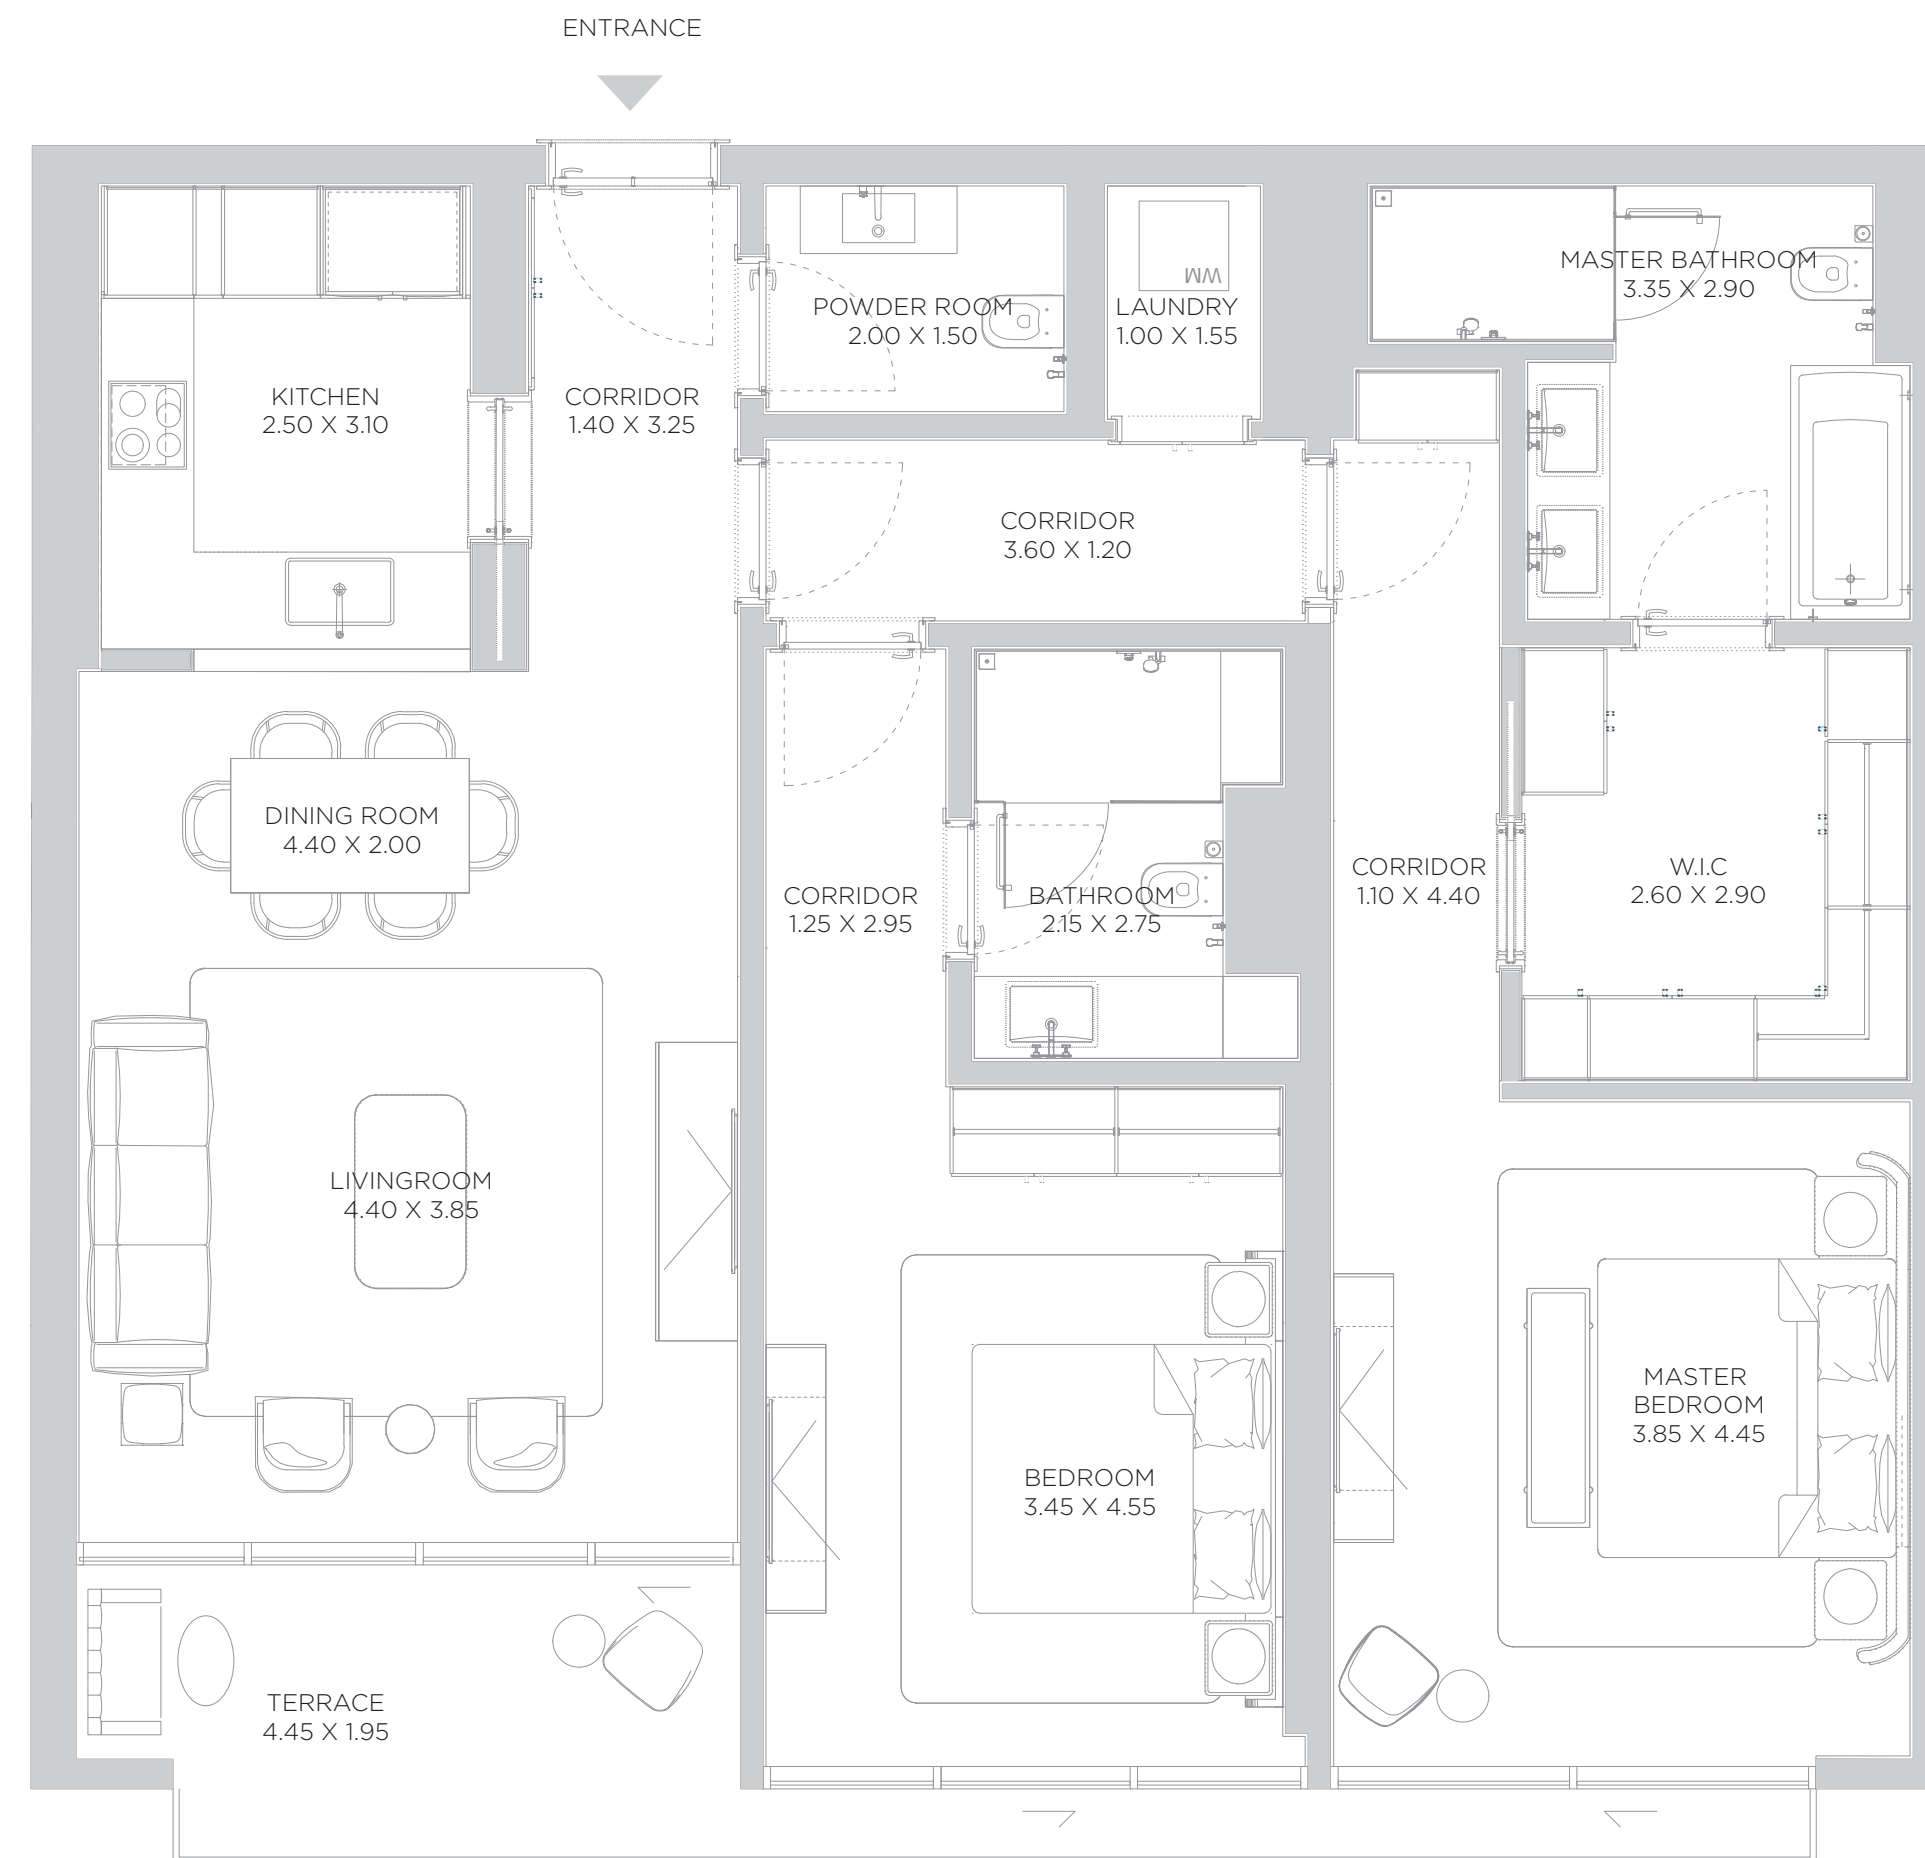 ENTRANCE
MASTER BATHROOM
3.35 X 2.90
WM
POWDER ROOM
2.00 X 1.50
LAUNDRY
1.00 X 1.55
KITCHEN
2.50 X 3.10
CORRIDOR
1.40 X 3.25
CORRIDOR
3.60 X 1.20
DINING ROOM
4.40 X 2.00
CORRIDOR
1.25 X 2.95
BATHROOM
2.15 X 2.75
CORRIDOR
1.10 X 4.40
W.I.C
2.60 X 2.90
LIVINGROOM
4.40 X 3.85
MASTER
BEDROOM
3.85 X 4.45
BEDROOM
3.45 X 4.55
TERRACE
4.45 X 1.95